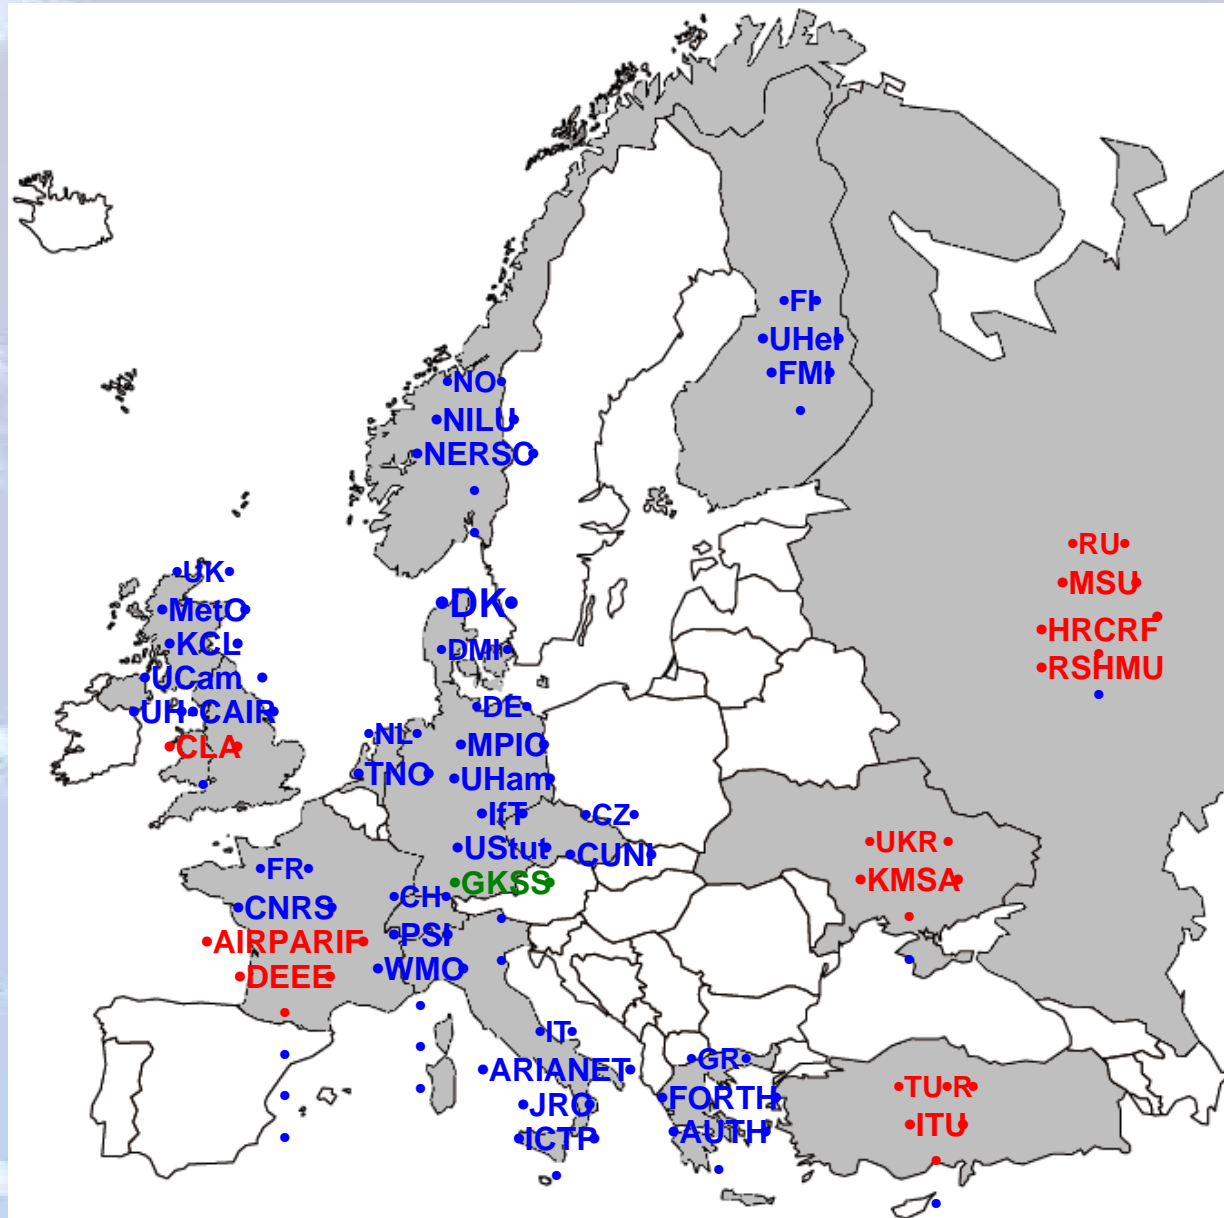 FI
UHel
FMI
NO
NILU
NERSC
RU
MSU
HRCRF
RSHMU
UK
MetO
KCL
UCam
UH CAIR
CLA
DK
DMI
DE
MPIC
UHam
IfT
UStut
GKSS
NL
TNO
CZ
CUNI
UKR
KMSA
FR
CNRS
AIRPARIF
DEEE
CH
PSI
WMO
IT
ARIANET
JRC
ICTP
GR
FORTH
AUTH
TU R
ITU